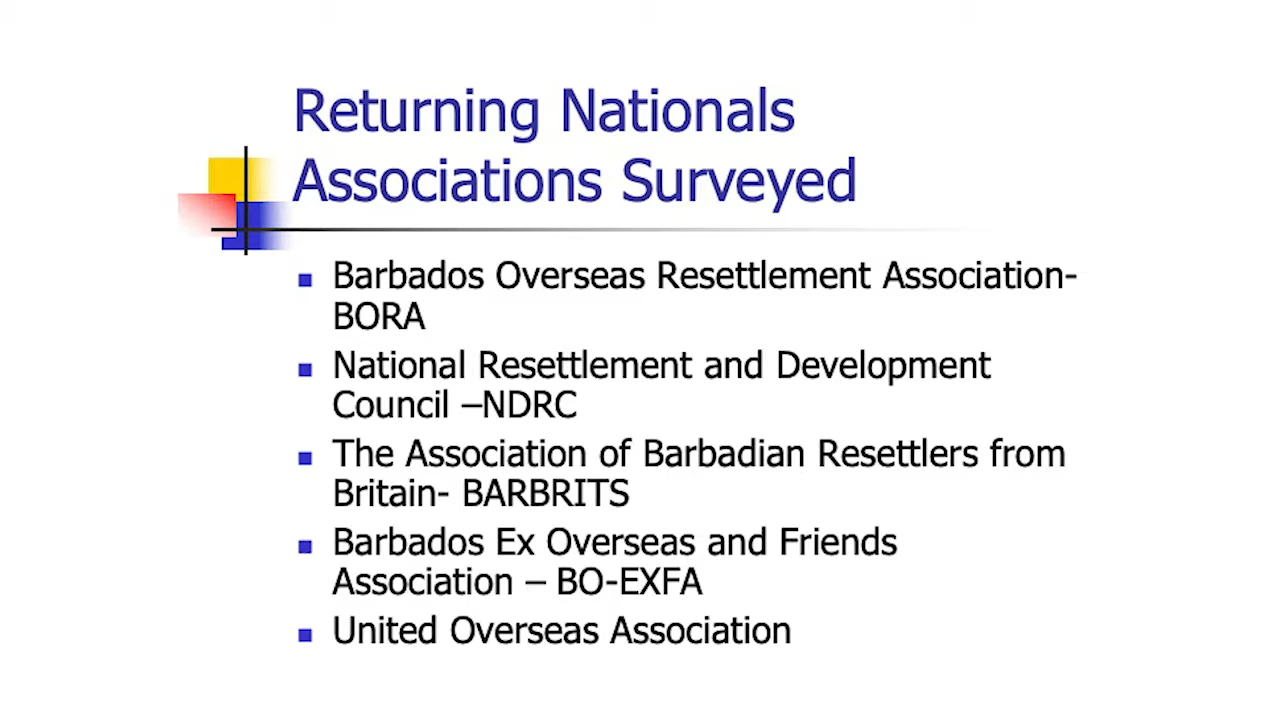 Returning Nationals
Associations Surveyed
Barbados Overseas Resettlement Association-
BORA
National Resettlement and Development
Council –NDRC
The Association of Barbadian Resettlers from
Britain- BARBRITS
Barbados Ex Overseas and Friends
Association – BO-EXFA
United Overseas Association